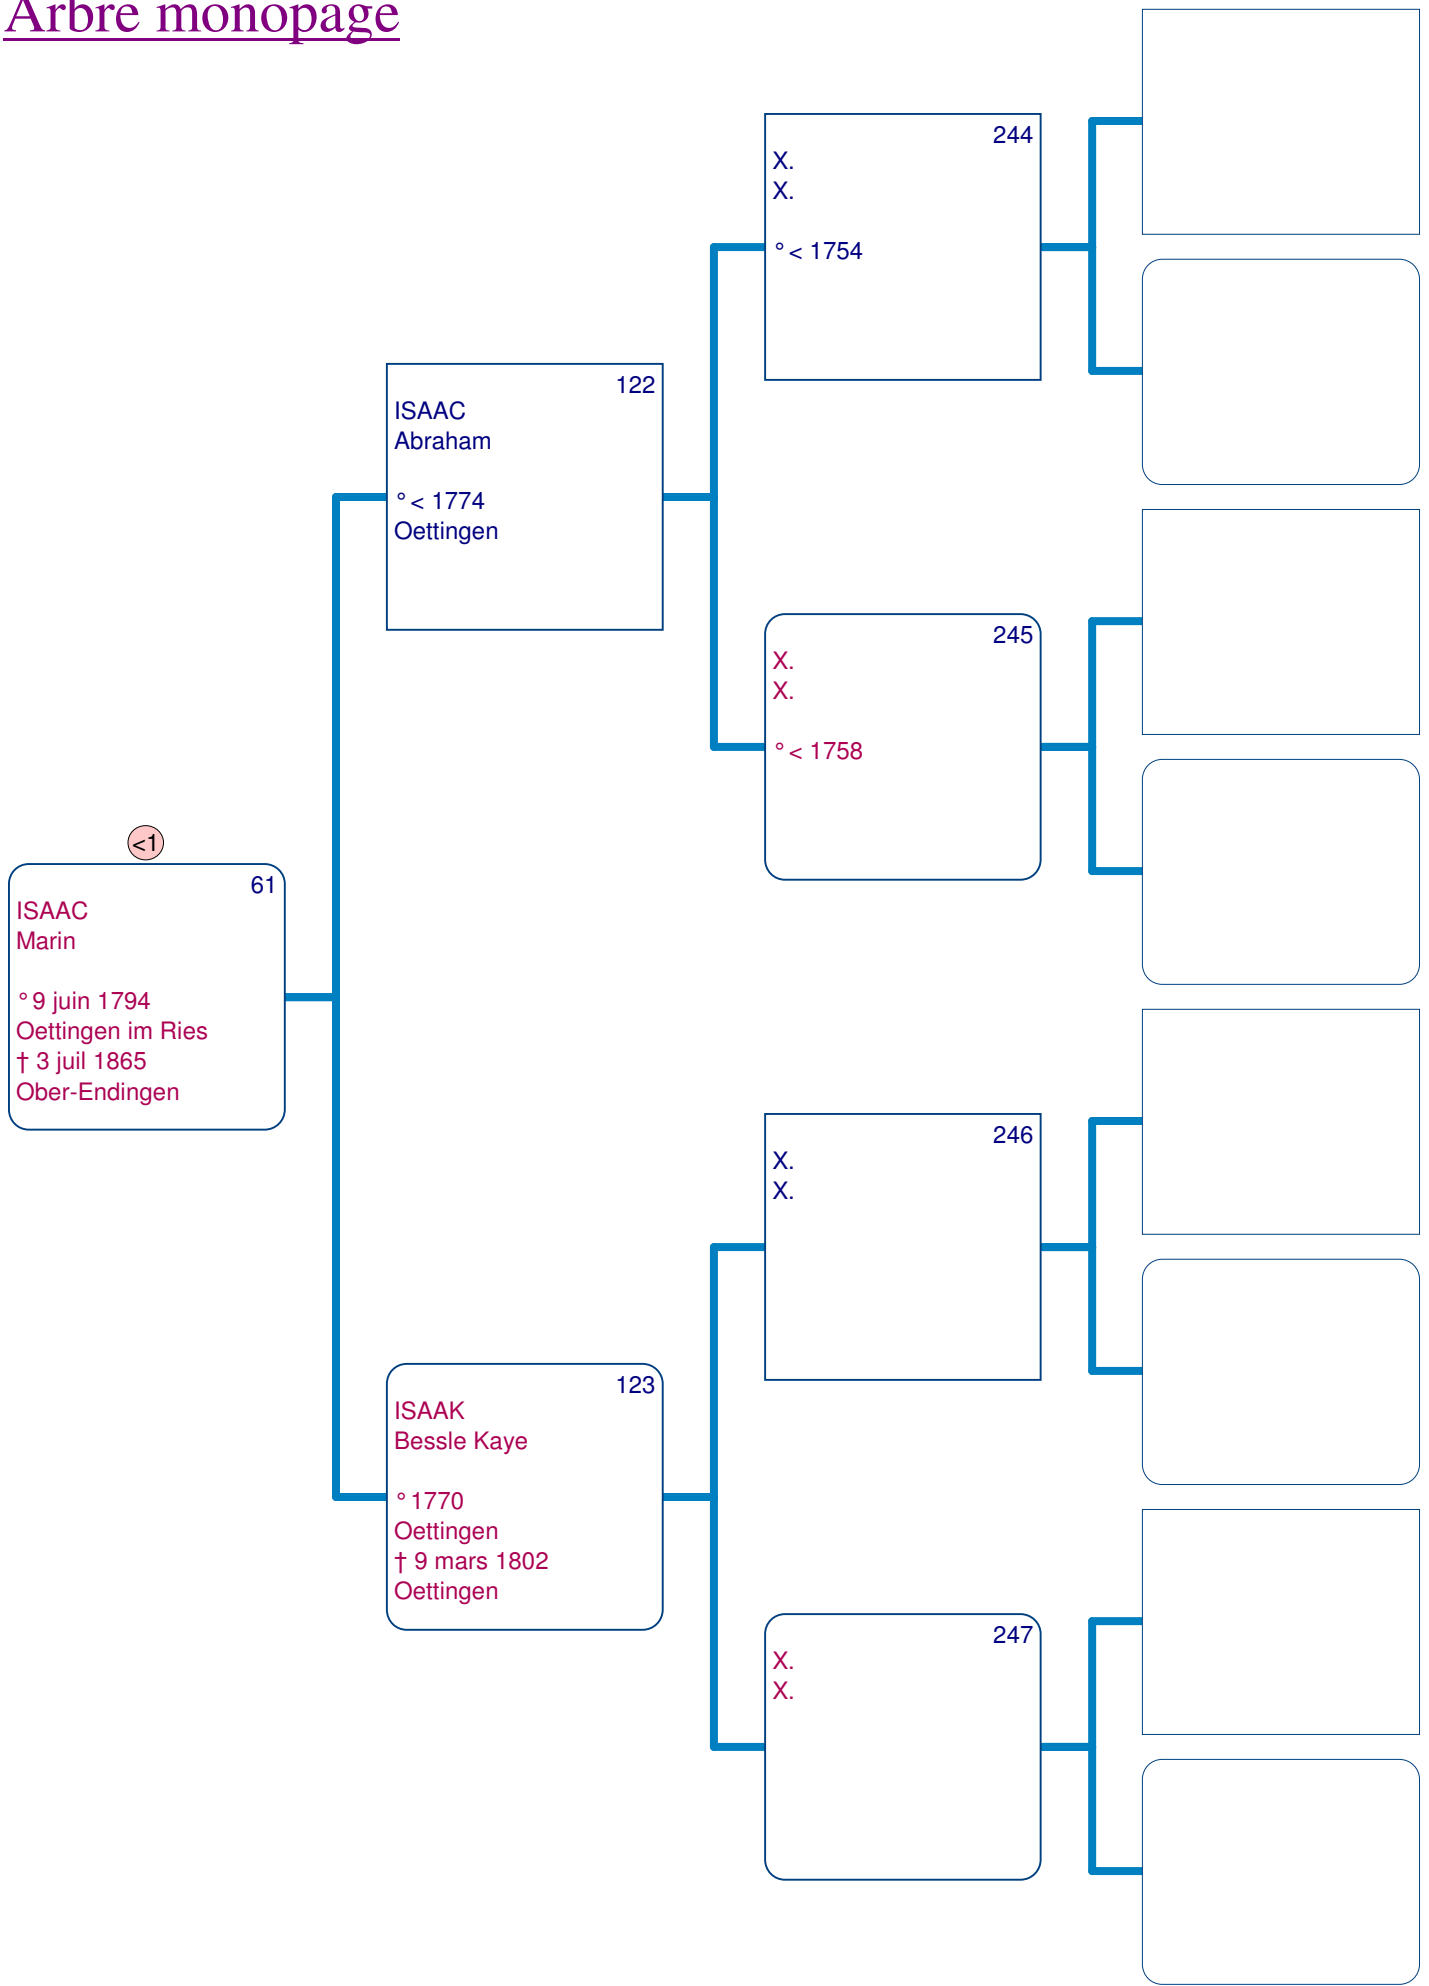 Arbre monopage
244
X.
X.
° < 1754
122
ISAAC
Abraham
° < 1774
Oettingen
245
X.
X.
° < 1758
<1
61
ISAAC
Marin
° 9 juin 1794
Oettingen im Ries
† 3 juil 1865
Ober-Endingen
246
X.
X.
123
ISAAK
Bessle Kaye
° 1770
Oettingen
† 9 mars 1802
Oettingen
247
X.
X.